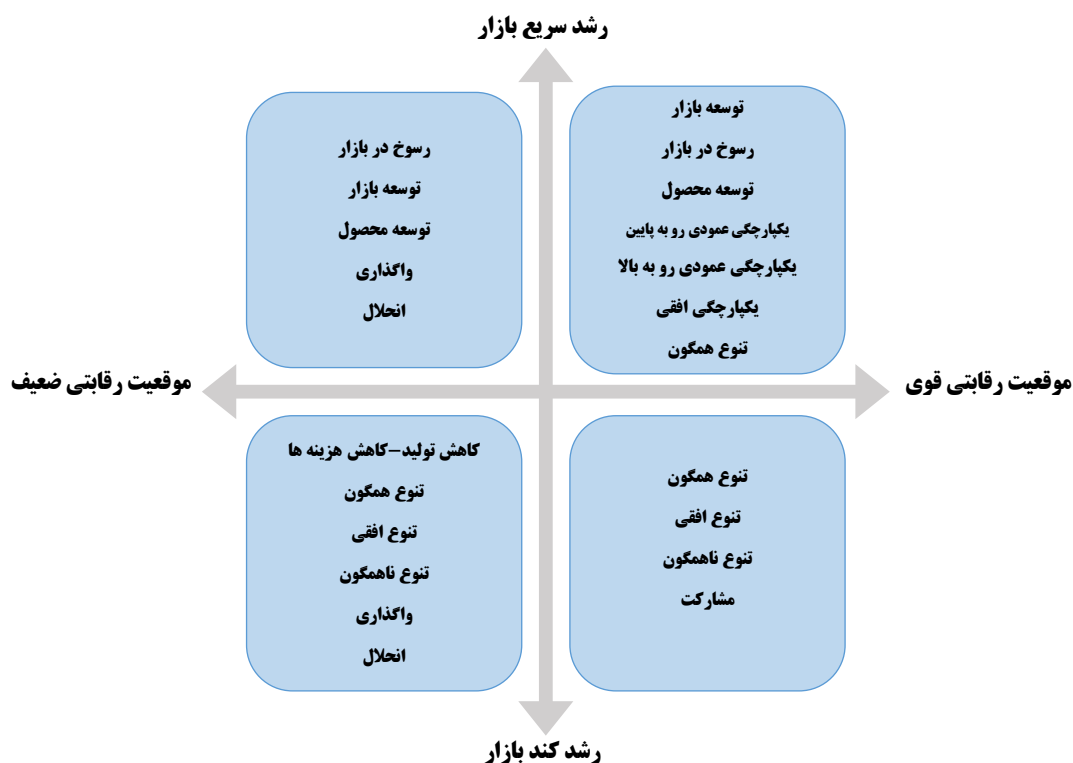 رشد سریع بازار
توسعه بازار
رسوخ در بازار
توسعه محصول
یکپارچگی عمودی رو به پایین
یکپارچگی عمودی رو به بالا
یکپارچگی افقی
تنوع همگون
رسوخ در بازار
توسعه بازار
توسعه محصول
واگذاری
انحلال
موقعیت رقابتی قوی
موقعیت رقابتی ضعیف
تنوع همگون
تنوع افقی
تنوع ناهمگون
مشارکت
کاهش تولید-کاهش هزینه ها
تنوع همگون
تنوع افقی
تنوع ناهمگون
واگذاری
انحلال
رشد کند بازار